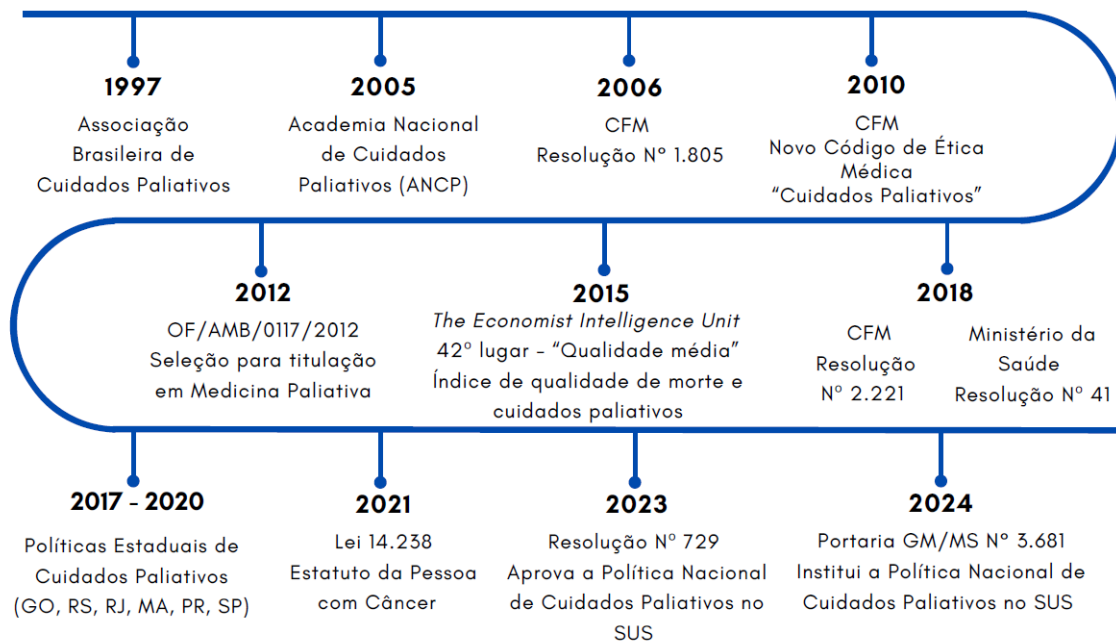 1997
Associação
Brasileira de
Cuidados Paliativos
2005
Academia Nacional
de Cuidados
Paliativos (ANCP)
2006
CFM
Resolução N° 1.805
2010
CFM
Novo Código de Ética
Médica
“Cuidados Paliativos”
2012
OF/AMB/0117/2012
Seleção para titulação
em Medicina Paliativa
2015
The Economist Intelligence Unit
42º lugar - “Qualidade média”
Índice de qualidade de morte e
cuidados paliativos
2018
CFM
Resolução
Nº 2.221
Ministério da
Saúde
Resolução Nº 41
2017 - 2020
Políticas Estaduais de
Cuidados Paliativos
(GO, RS, RJ, MA, PR, SP)
2021
Lei 14.238
Estatuto da Pessoa
com Câncer
2023
Resolução Nº 729
Aprova a Política Nacional
de Cuidados Paliativos no
SUS
2024
Portaria GM/MS N° 3.681
Institui a Política Nacional de
Cuidados Paliativos no SUS